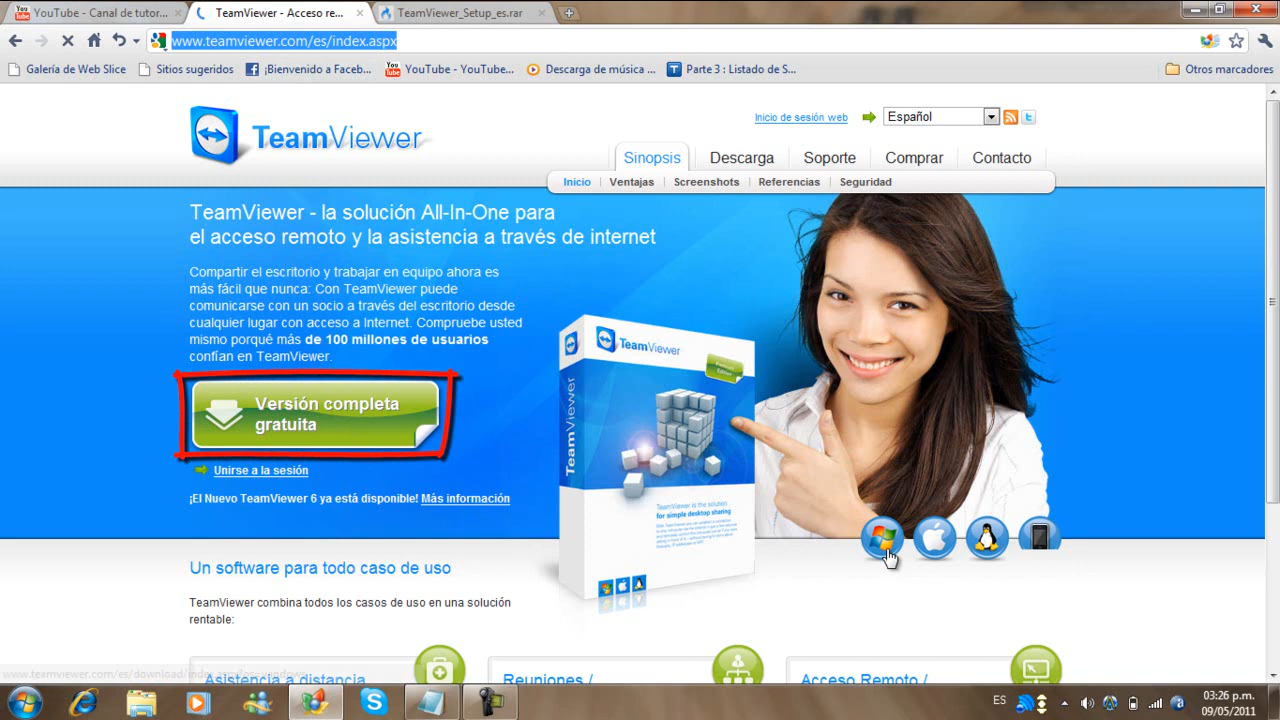 YouTube - Canal de tutor...
TeamViewer - Acceso re...
TeamViewer_Setup_es.rar
www.teamviewer.com/es/index.aspx
Galería de Web Slice
Sitios sugeridos
¡Bienvenido a Faceb...
YouTube - YouTube...
Descarga de música ...
Parte 3 : Listado de S...
Otros marcadores
TeamViewer
Inicio de sesión web
Español
Sinopsis
Descarga
Soporte
Comprar
Contacto
Inicio
Ventajas
Screenshots
Referencias
Seguridad
TeamViewer - la solución All-In-One para
el acceso remoto y la asistencia a través de internet
Compartir el escritorio y trabajar en equipo ahora es
más fácil que nunca: Con TeamViewer puede
comunicarse con un socio a través del escritorio desde
cualquier lugar con acceso a Internet. Compruebe usted
mismo porqué más de 100 millones de usuarios
confían en TeamViewer.
Versión completa
gratuita
Unirse a la sesión
¡El Nuevo TeamViewer 6 ya está disponible! Más información
TeamViewer
TeamViewer
TeamViewer is the solution
for simple desktop sharing
Un software para todo caso de uso
TeamViewer combina todos los casos de uso en una solución
rentable:
Asistencia a distancia
Reuniones /
Acceso Remoto /
ES
03:26 p.m.
09/05/2011